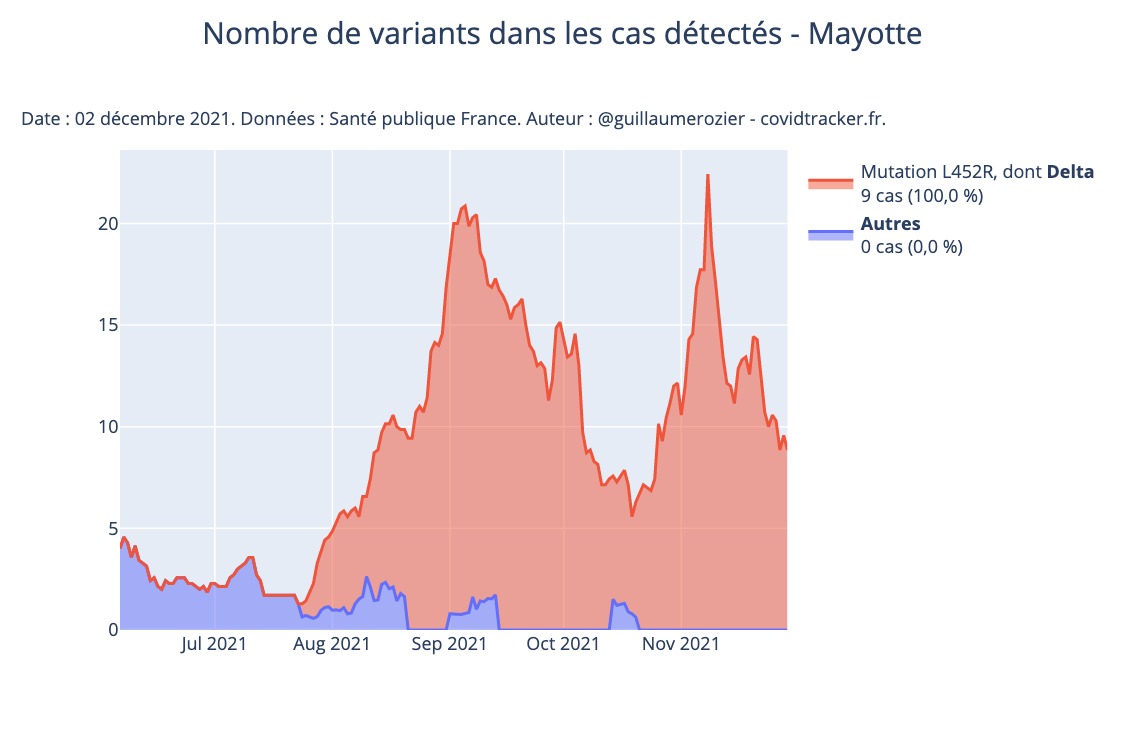 Nombre de variants dans les cas détectés - Mayotte
Date : 02 décembre 2021. Données : Santé publique France. Auteur : @guillaumerozier - covidtracker.fr.
Mutation L452R, dont Delta
9 cas (100,0 %)
Autres
0 cas (0,0 %)
20
15
10
5
0
Jul 2021
Aug 2021
Sep 2021
Oct 2021
Nov 2021